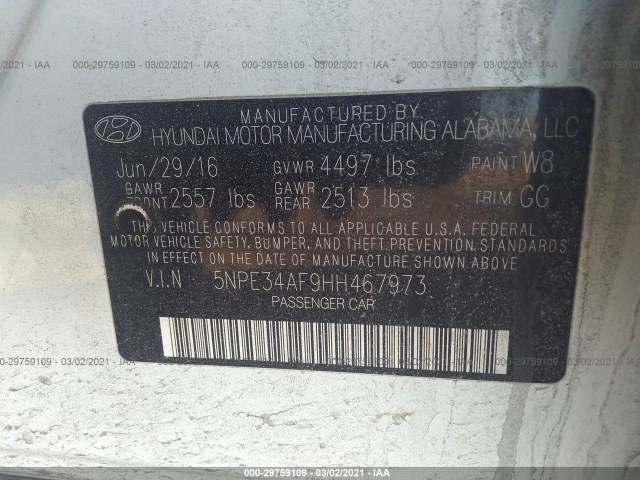 000-29759109 - 03/02/2021 - IAA
MANUFACTURED BY
HYUNDAI MOTOR MANUFACTURING ALABAMA, LLC
Jun/29/16 GVWR 4497 lbs PAINT W8
GAWR FRONT 2557 lbs GAWR REAR 2513 lbs TRIM GG
THIS VEHICLE CONFORMS TO ALL APPLICABLE U.S.A. FEDERAL
MOTOR VEHICLE SAFETY, BUMPER, AND THEFT PREVENTION STANDARDS
IN EFFECT ON THE DATE OF MANUFACTURE SHOWN ABOVE.
V.I.N 5NPE34AF9HH467973
PASSENGER CAR
000-29759109 - 03/02/2021 - IAA
000-29759109 - 03/02/2021 - IAA